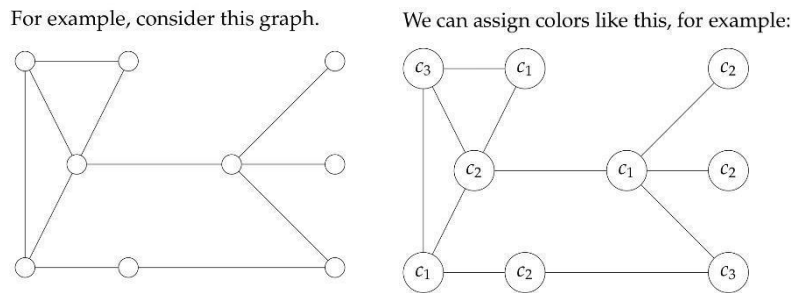 For example, consider this graph.
We can assign colors like this, for example:
c₃ c₁ c₂
c₂ c₁ c₂
c₁ c₂ c₃